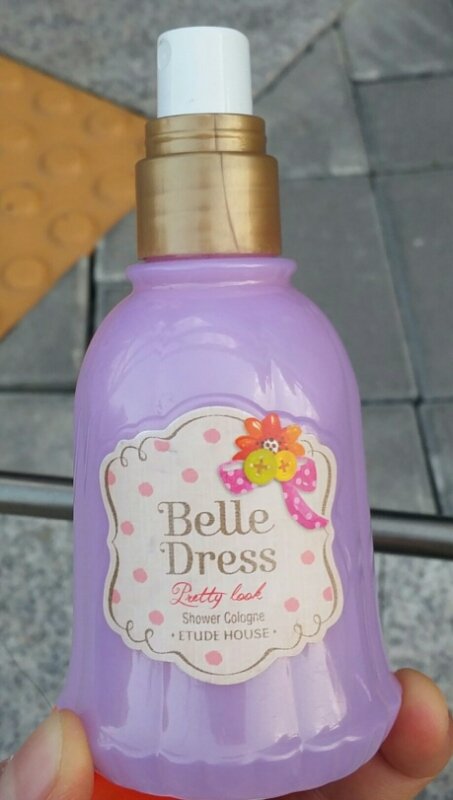 Belle
Dress
Pretty look
Shower Cologne
• ETUDE HOUSE •